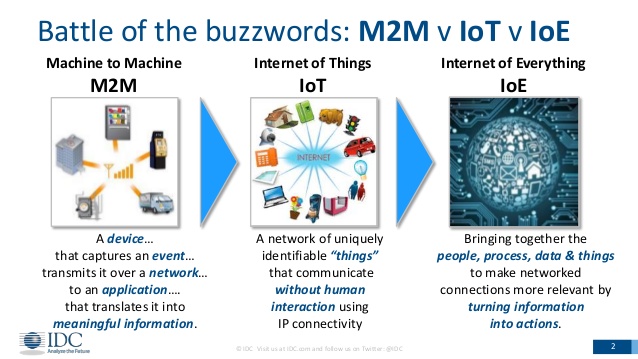 Battle of the buzzwords: M2M v IoT v IoE
Machine to Machine
M2M
Internet of Things
IoT
Internet of Everything
IoE
INTERNET
A device...
that captures an event...
transmits it over a network...
to an application....
that translates it into
meaningful information.
A network of uniquely
identifiable “things”
that communicate
without human
interaction using
IP connectivity
Bringing together the
people, process, data & things
to make networked
connections more relevant by
turning information
into actions.
IDC
Analyze the Future
© IDC Visit us at IDC.com and follow us on Twitter: @IDC
2